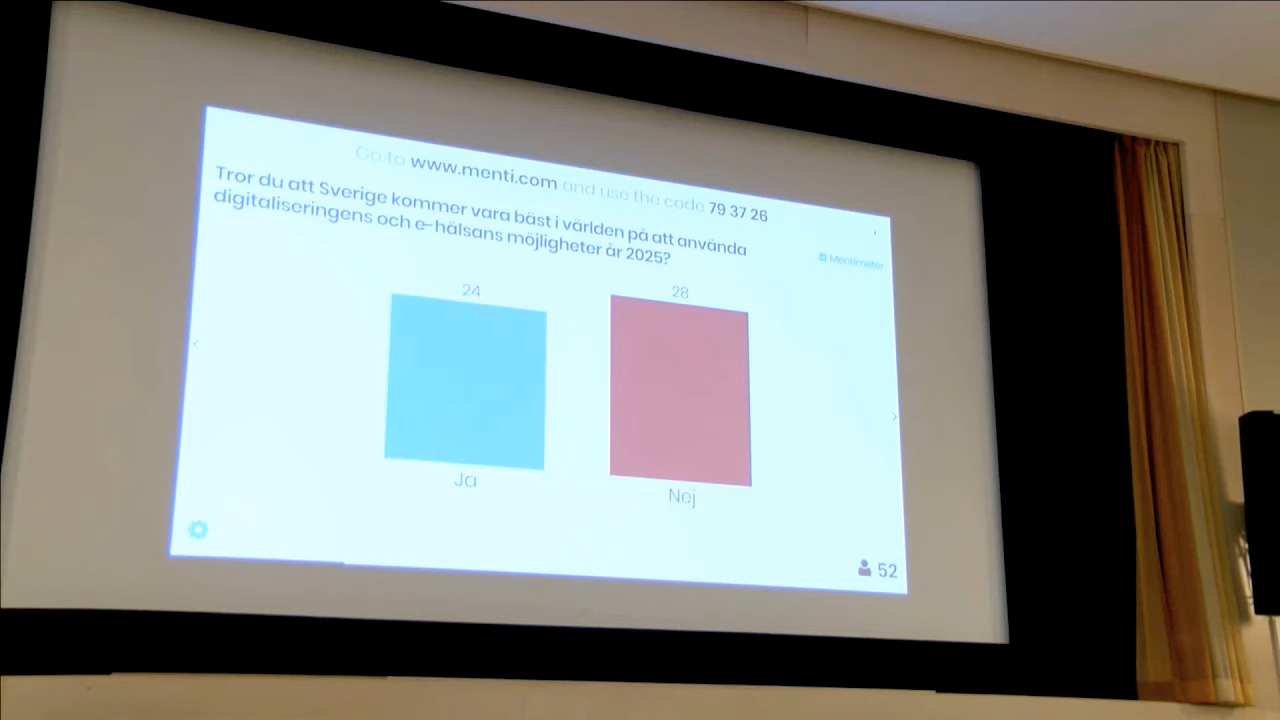 Go to www.menti.com and use the code 79 37 26
Tror du att Sverige kommer vara bäst i världen på att använda
digitaliseringens och e-hälsans möjligheter år 2025?
Mentimeter
24
28
Ja
Nej
52